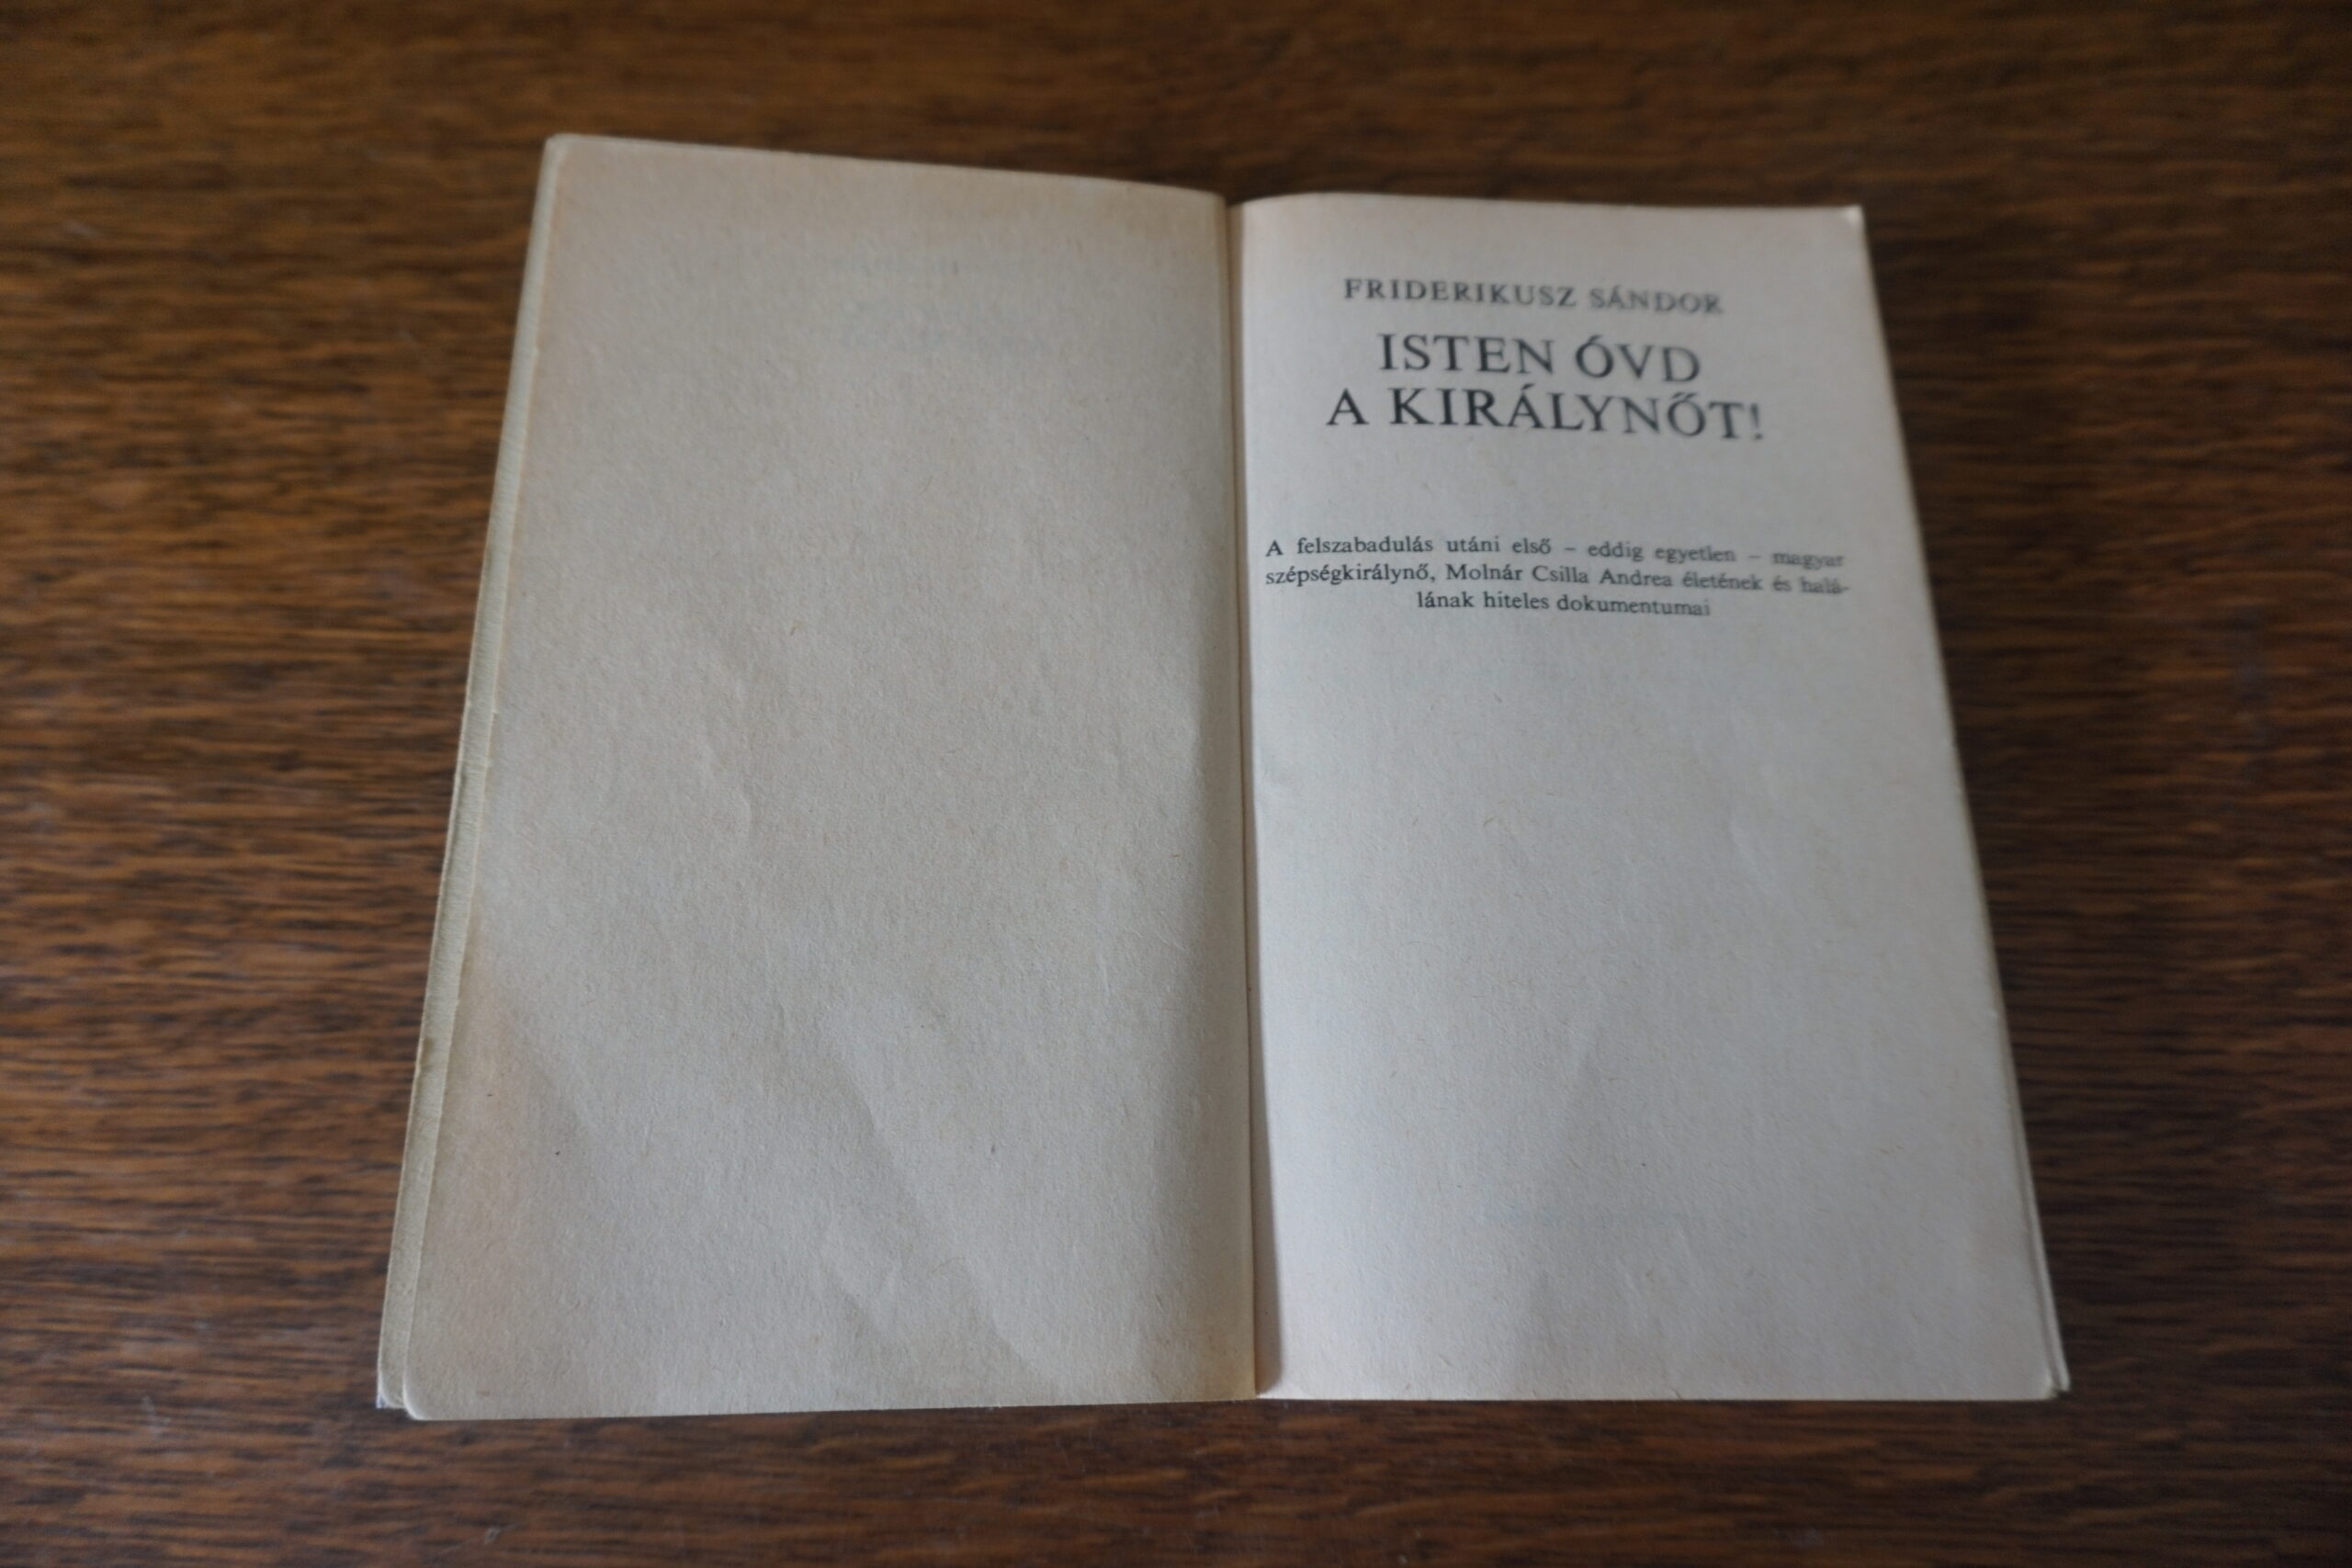 FRIDERIKUSZ SÁNDOR
ISTEN ÓVD
A KIRÁLYNŐT!
A felszabadulás utáni első – eddig egyetlen – magyar
szépségkirálynő, Molnár Csilla Andrea életének és halá-
lának hiteles dokumentumai